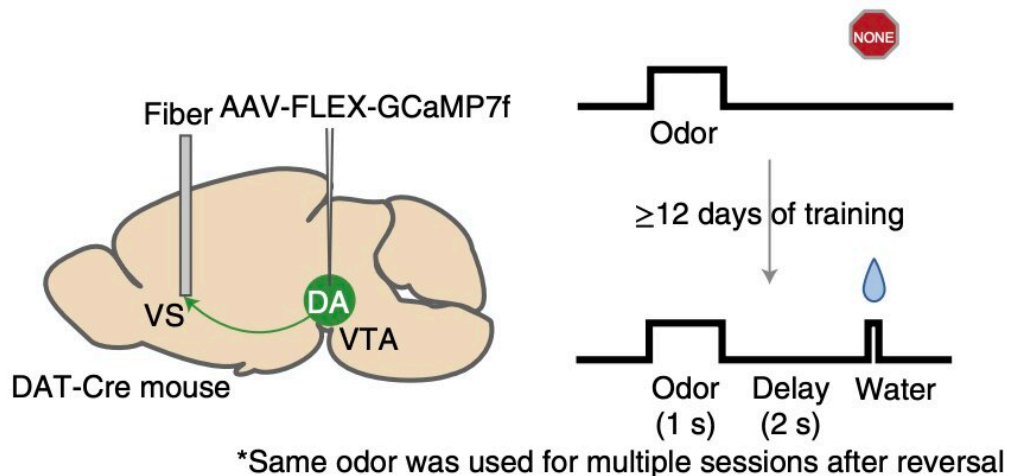 Fiber AAV-FLEX-GCaMP7f
DA
VS
VTA
DAT-Cre mouse
NONE
Odor
≥12 days of training
Odor Delay Water
(1 s) (2 s)
*Same odor was used for multiple sessions after reversal